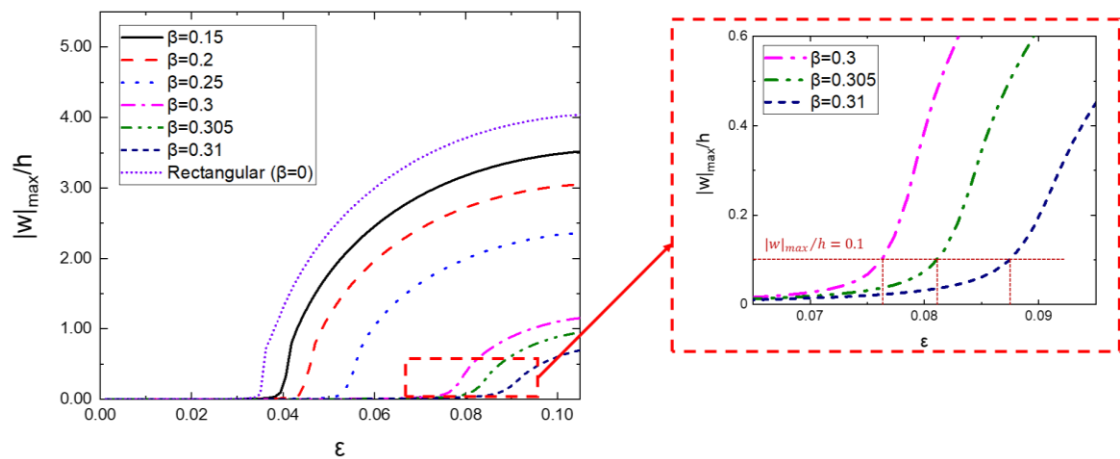 5.00
4.00
3.00
2.00
1.00
0.00
|w|max/h
β=0.15
β=0.2
β=0.25
β=0.3
β=0.305
β=0.31
Rectangular (β=0)
0.00 0.02 0.04 0.06 0.08 0.10
ε
0.6
0.4
0.2
0
|w|max/h
β=0.3
β=0.305
β=0.31
|w|max/h = 0.1
0.07 0.08 0.09
ε